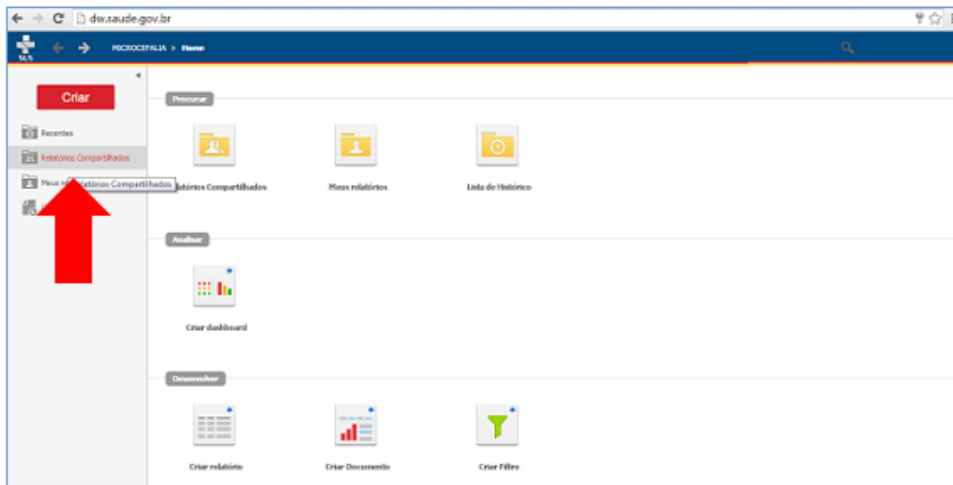 dw.saude.gov.br
SUS
MICROCEFALIA > Home
Criar
Procurar
Recentes
Relatórios Compartilhados
Meus
Relatórios Compartilhados
Relatórios Compartilhados
Meus relatórios
Lista de Histórico
Analisar
Criar dashboard
Desenvolver
Criar relatório
Criar Documento
Criar Filtro